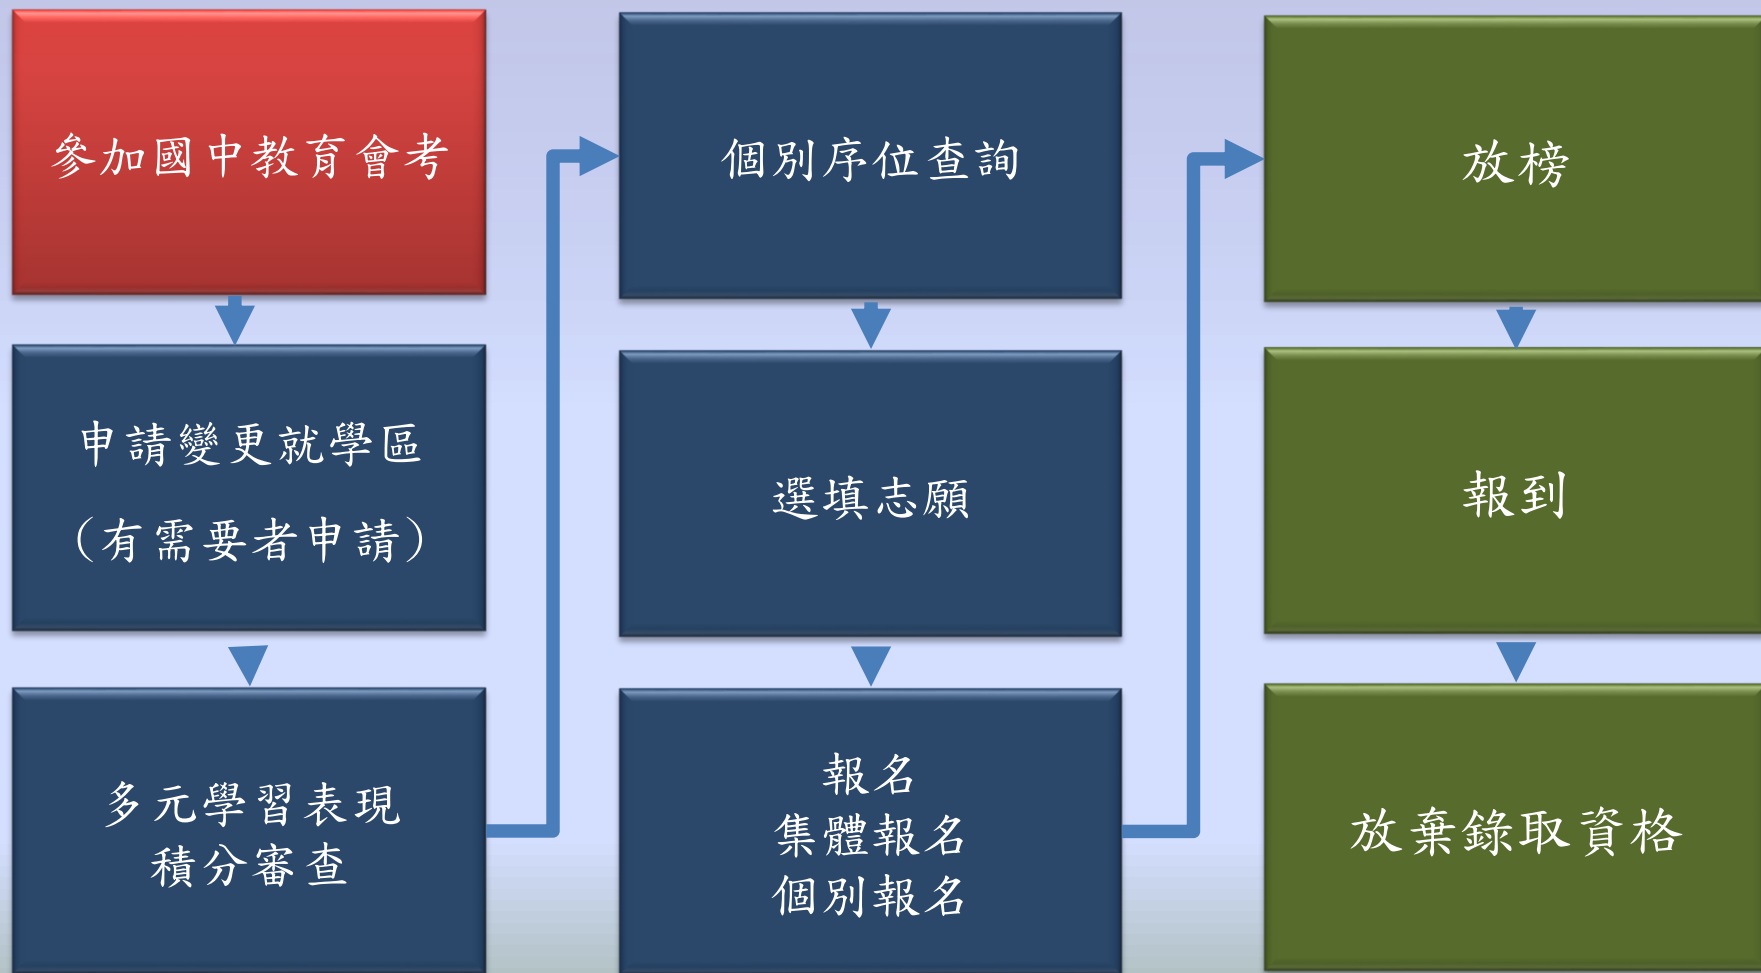 參加國中教育會考
申請變更就學區
（有需要者申請）
多元學習表現
積分審查
個別序位查詢
選填志願
報名
集體報名
個別報名
放榜
報到
放棄錄取資格